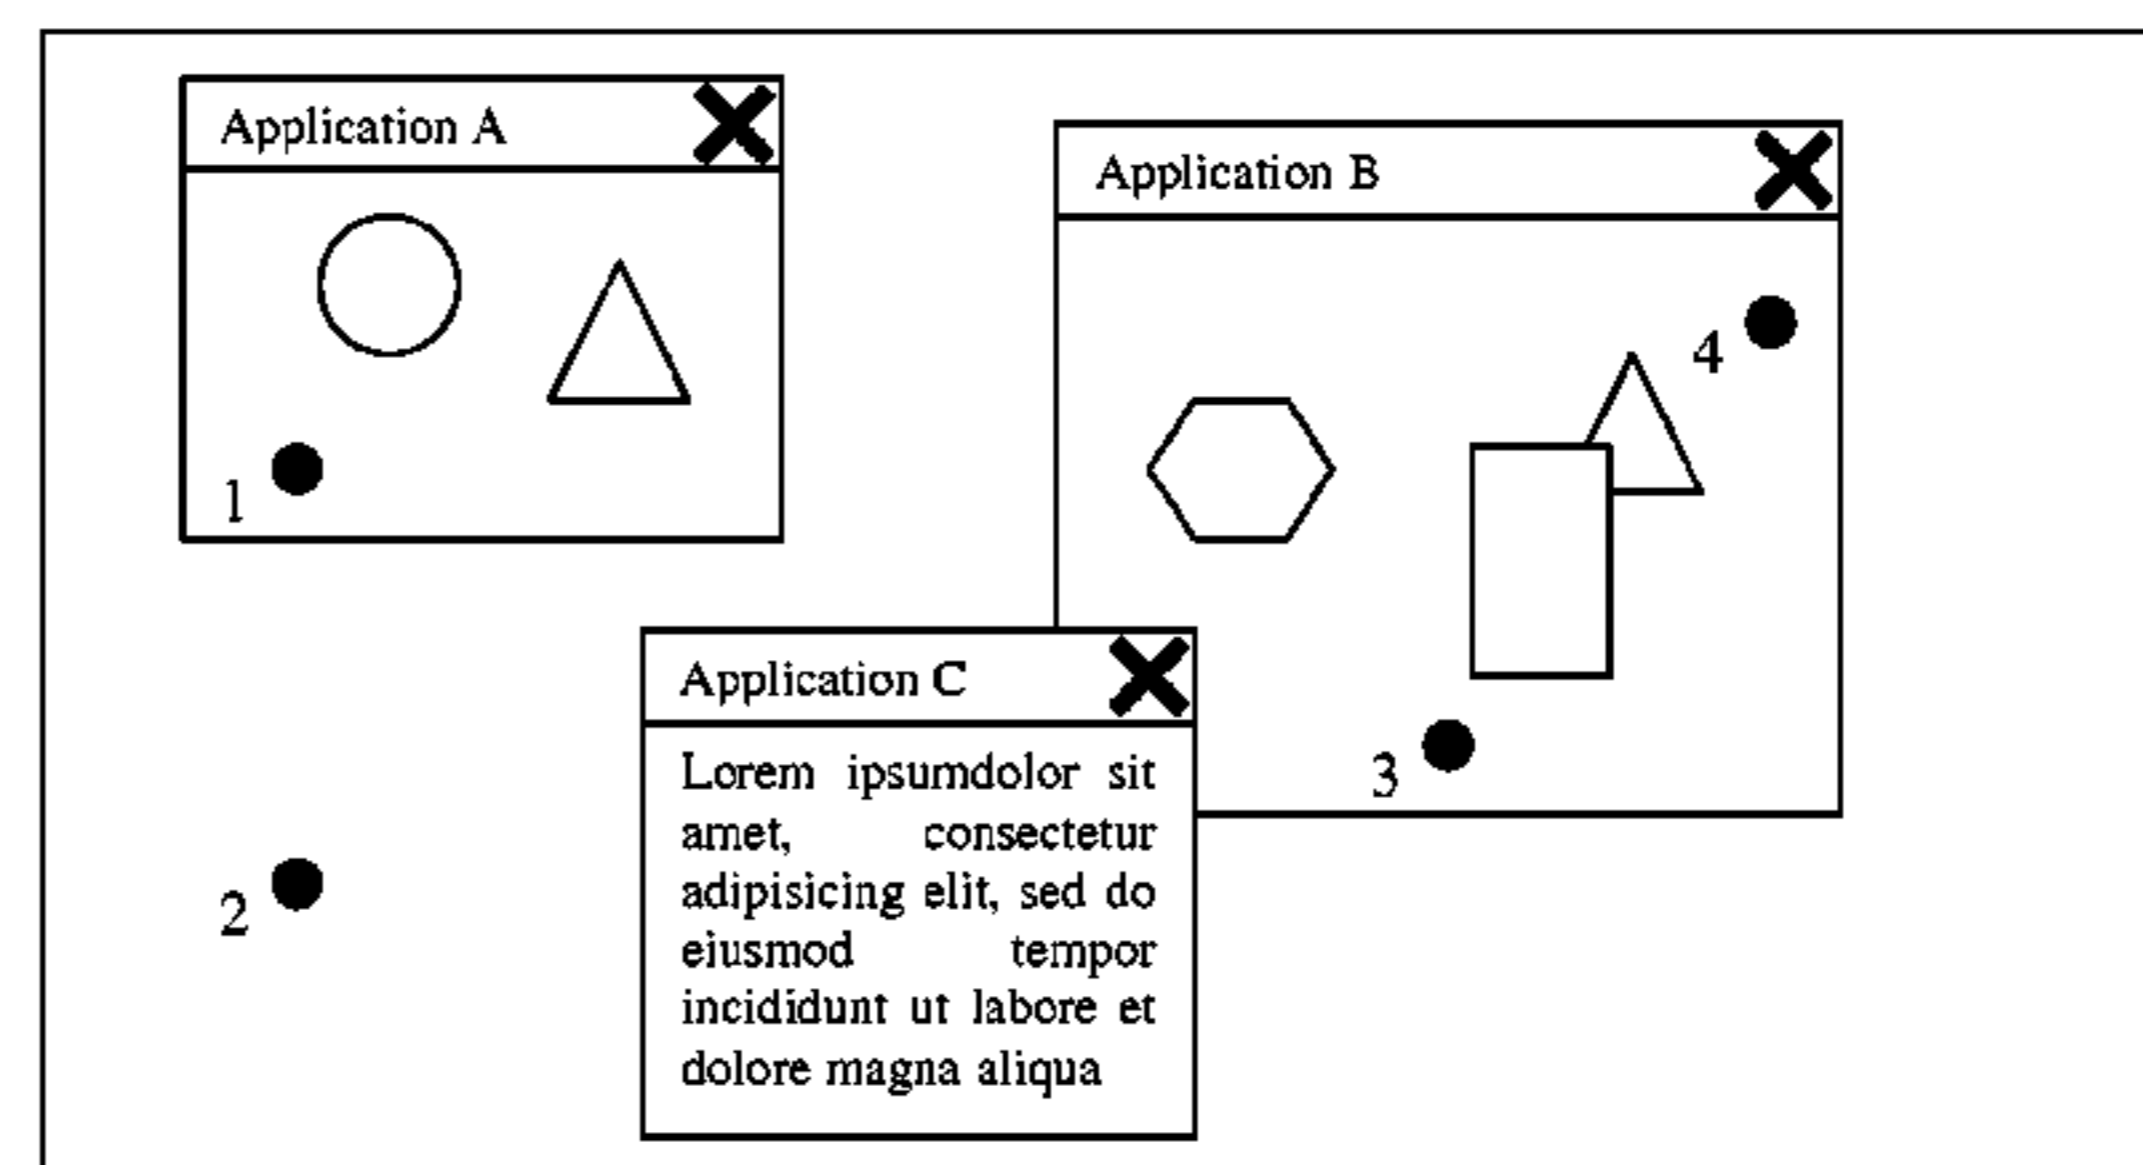 Application A
Application B
4
1
Application C
Lorem ipsumdolor sit
amet, consectetur
adipisicing elit, sed do
eiusmod tempor
incididunt ut labore et
dolore magna aliqua
3
2